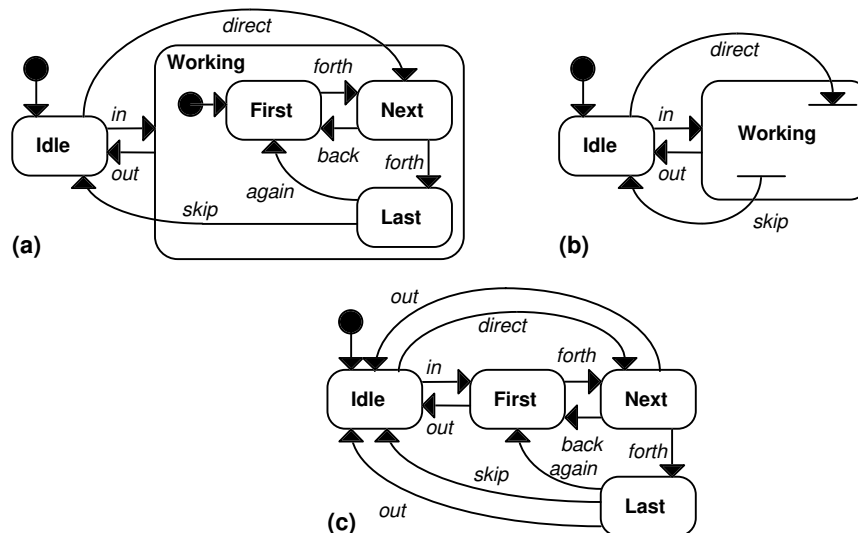 direct
Working
forth
First
Next
in
Idle
out
back
forth
again
skip
Last
(a)
direct
in
Working
Idle
out
skip
(b)
out
direct
in
forth
Idle
First
Next
out
back
forth
again
skip
Last
out
(c)